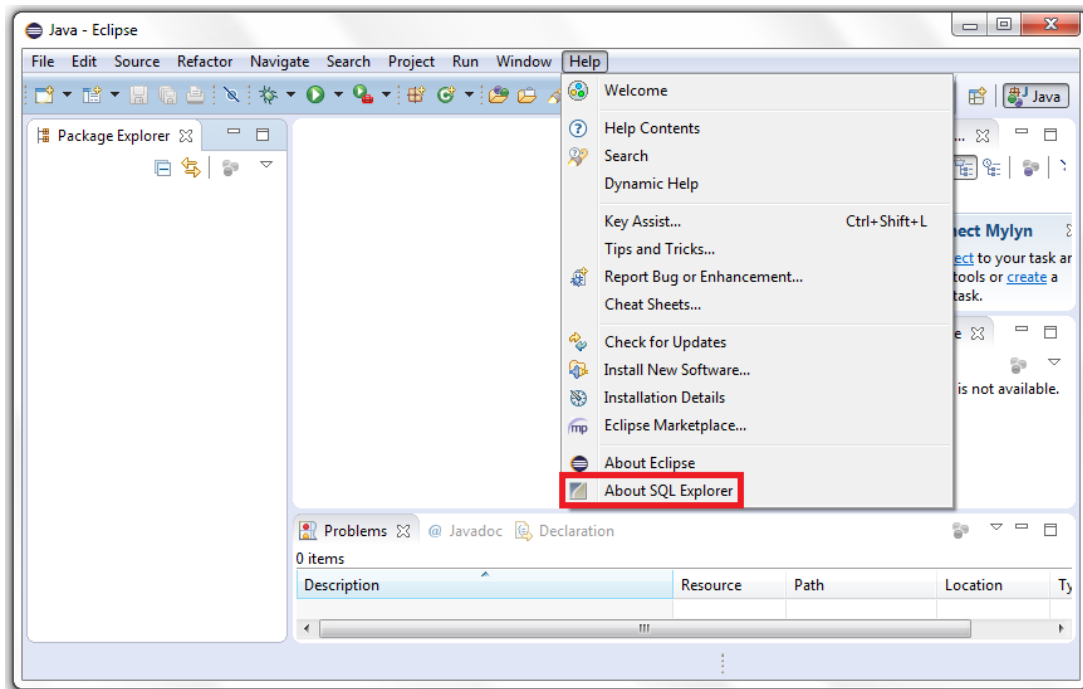 Java - Eclipse
File Edit Source Refactor Navigate Search Project Run Window Help
Java
Package Explorer
Welcome
Help Contents
Search
Dynamic Help
Key Assist... Ctrl+Shift+L
Tips and Tricks...
Report Bug or Enhancement...
Cheat Sheets...
Check for Updates
Install New Software...
Installation Details
mp Eclipse Marketplace...
About Eclipse
About SQL Explorer
...
nect Mylyn
ect to your task ar
tools or create a
task.
e
is not available.
Problems @ Javadoc Declaration
0 items
Description Resource Path Location Ty